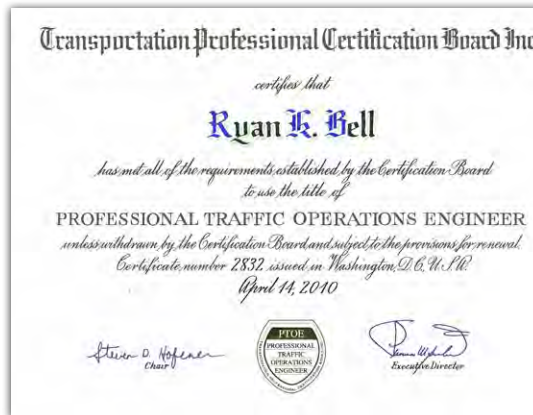 Transportation Professional Certification Board Inc
certifies that
Ryan K. Bell
has met all of the requirements established by the Certification Board
to use the title of
PROFESSIONAL TRAFFIC OPERATIONS ENGINEER
unless withdrawn by the Certification Board and subject to the provisions for renewal.
Certificate number 2832 issued in Washington, D.C., U.S.A.
April 14, 2010
PTOE
PROFESSIONAL
TRAFFIC
OPERATIONS
ENGINEER
Steven D. Hofener
Chair
Executive Director